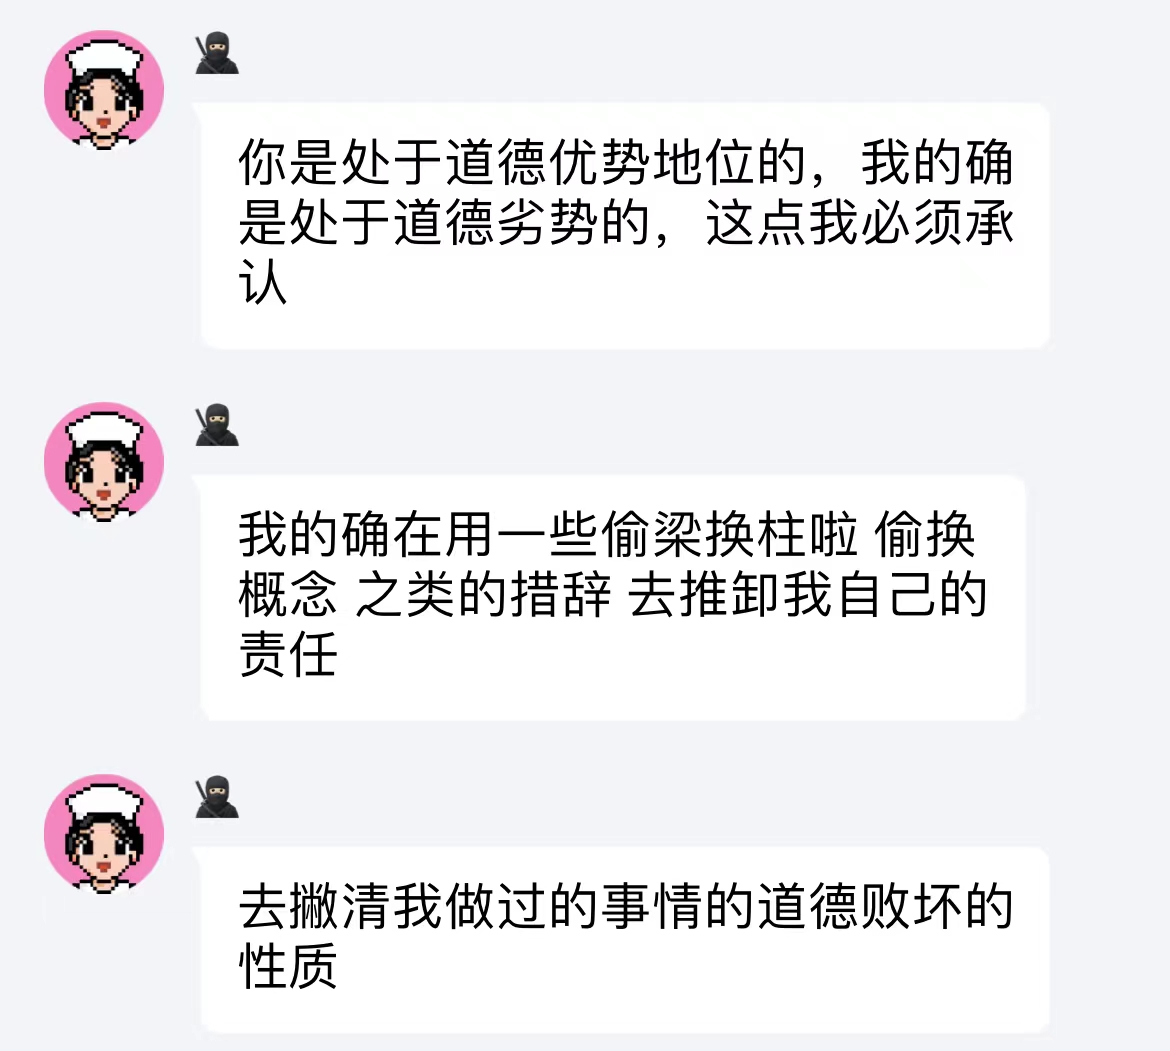 你是处于道德优势地位的，我的确
是处于道德劣势的，这点我必须承
认
我的确在用一些偷梁换柱啦 偷换
概念 之类的措辞 去推卸我自己的
责任
去撇清我做过的事情的道德败坏的
性质